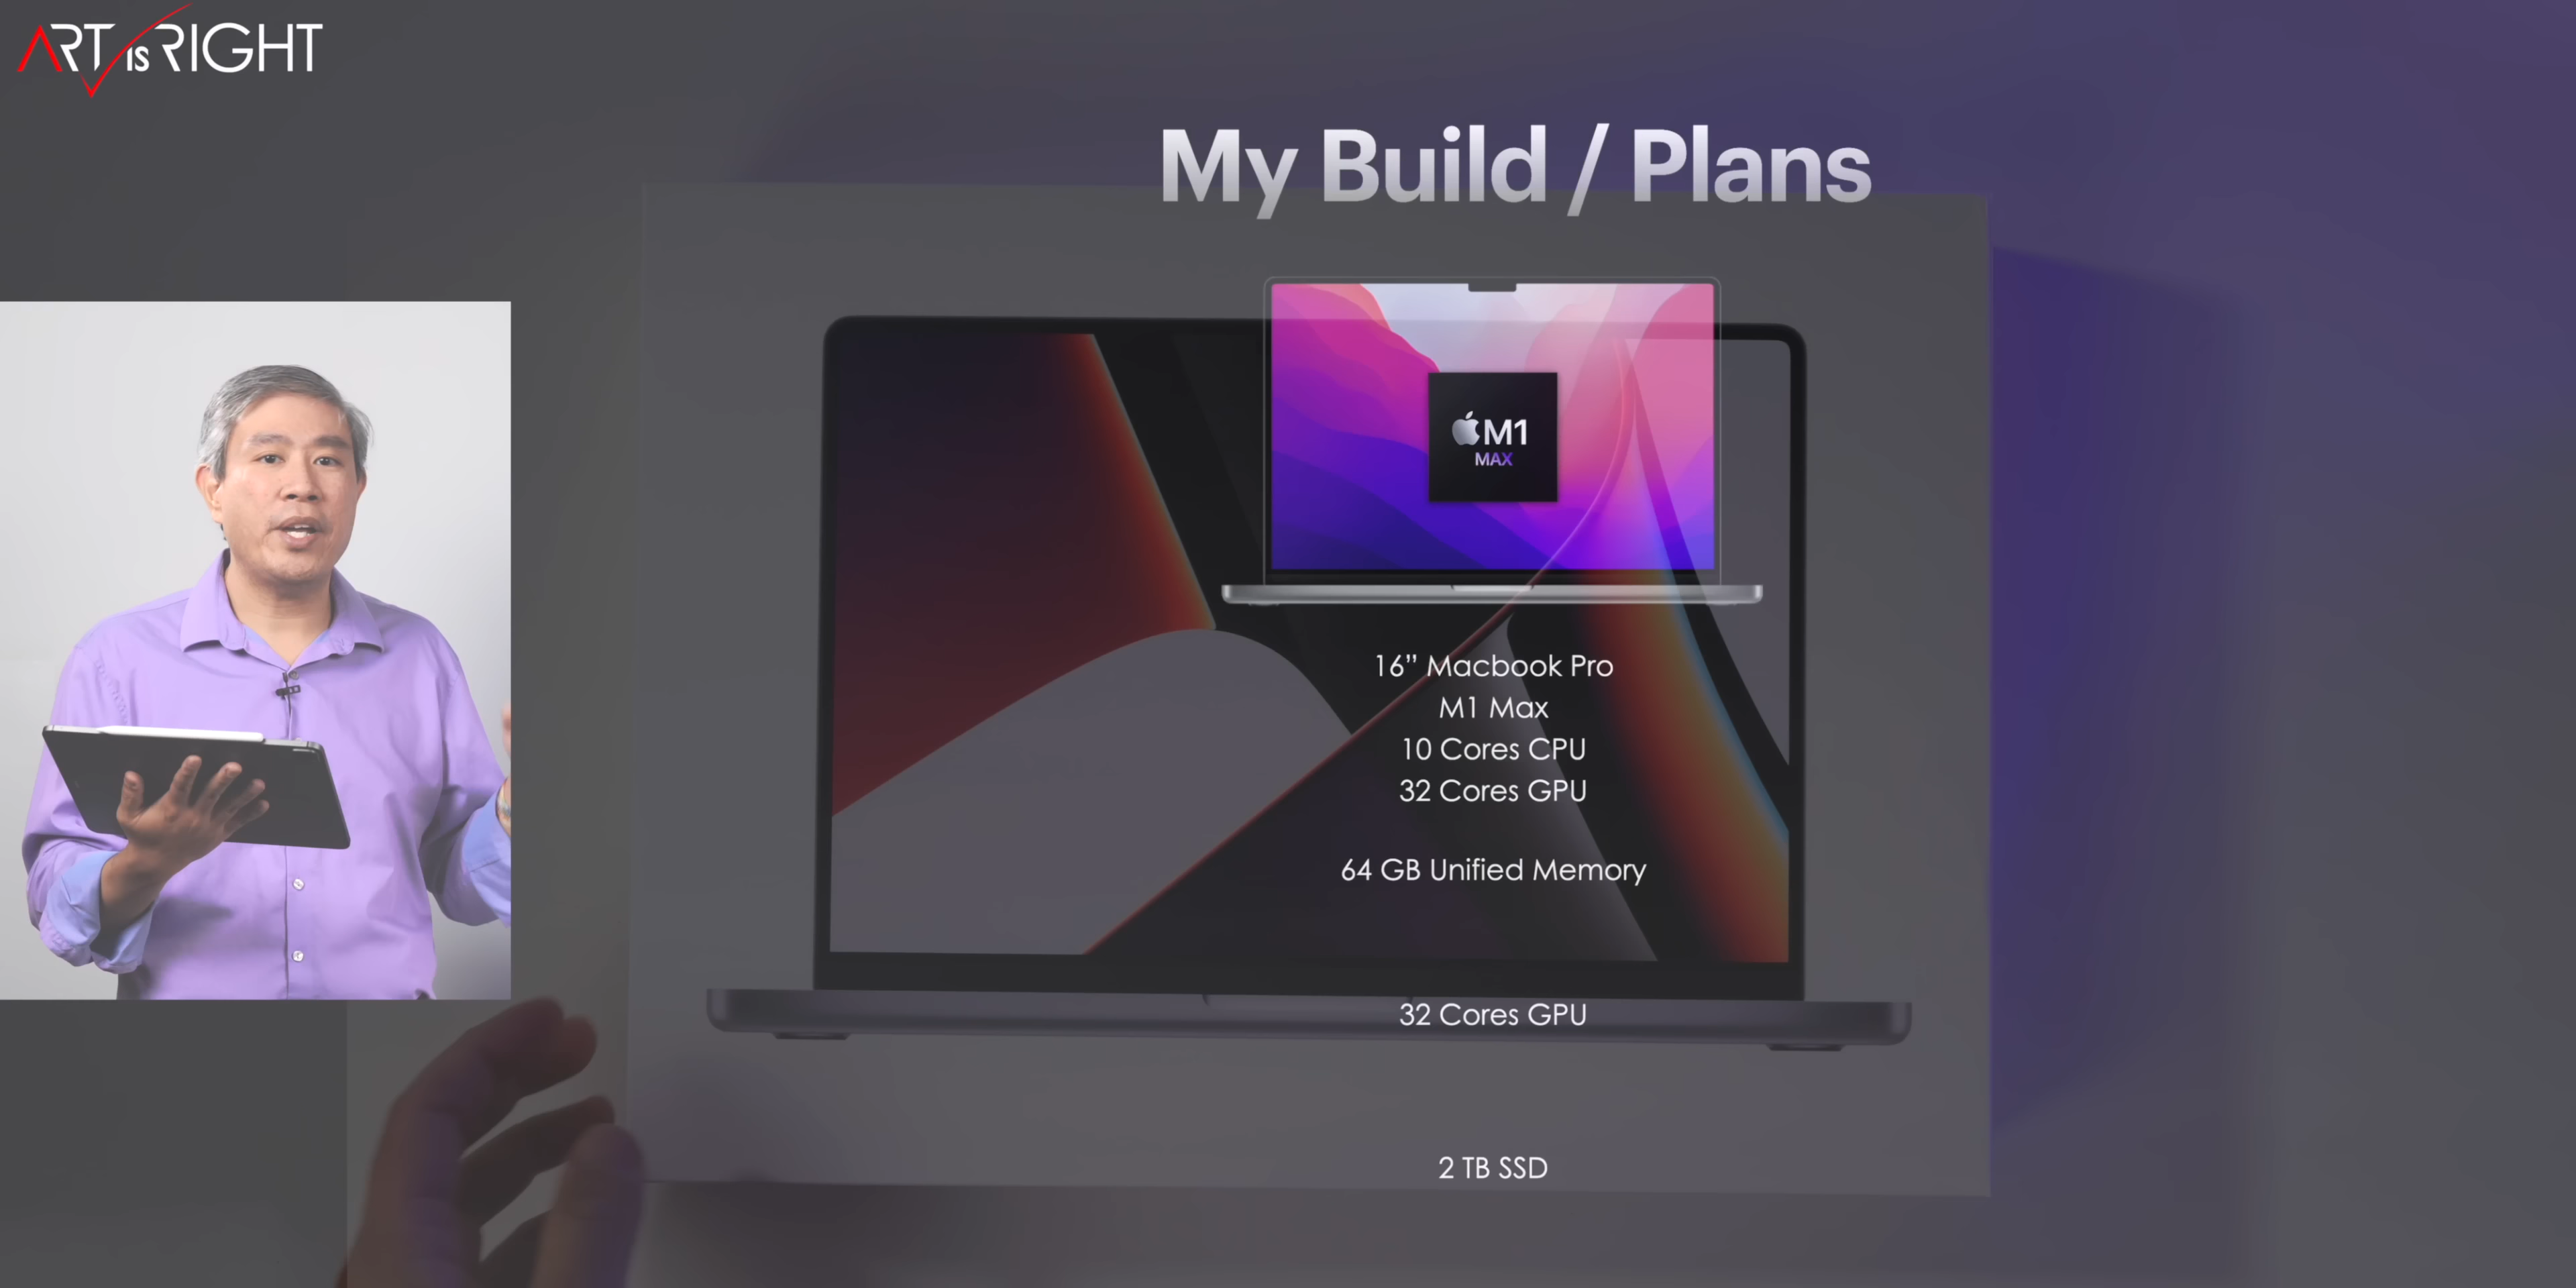 ART IS RIGHT
My Build / Plans
M1
MAX
16” Macbook Pro
M1 Max
10 Cores CPU
32 Cores GPU
64 GB Unified Memory
32 Cores GPU
2 TB SSD